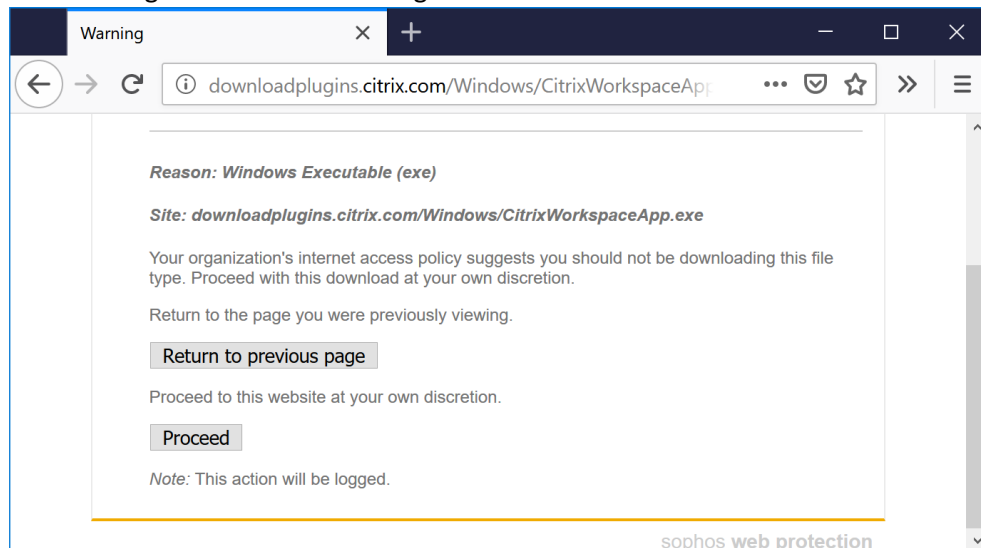 Warning
downloadplugins.citrix.com/Windows/CitrixWorkspaceApp
Reason: Windows Executable (exe)
Site: downloadplugins.citrix.com/Windows/CitrixWorkspaceApp.exe
Your organization's internet access policy suggests you should not be downloading this file
type. Proceed with this download at your own discretion.
Return to the page you were previously viewing.
Return to previous page
Proceed to this website at your own discretion.
Proceed
Note: This action will be logged.
sophos web protection